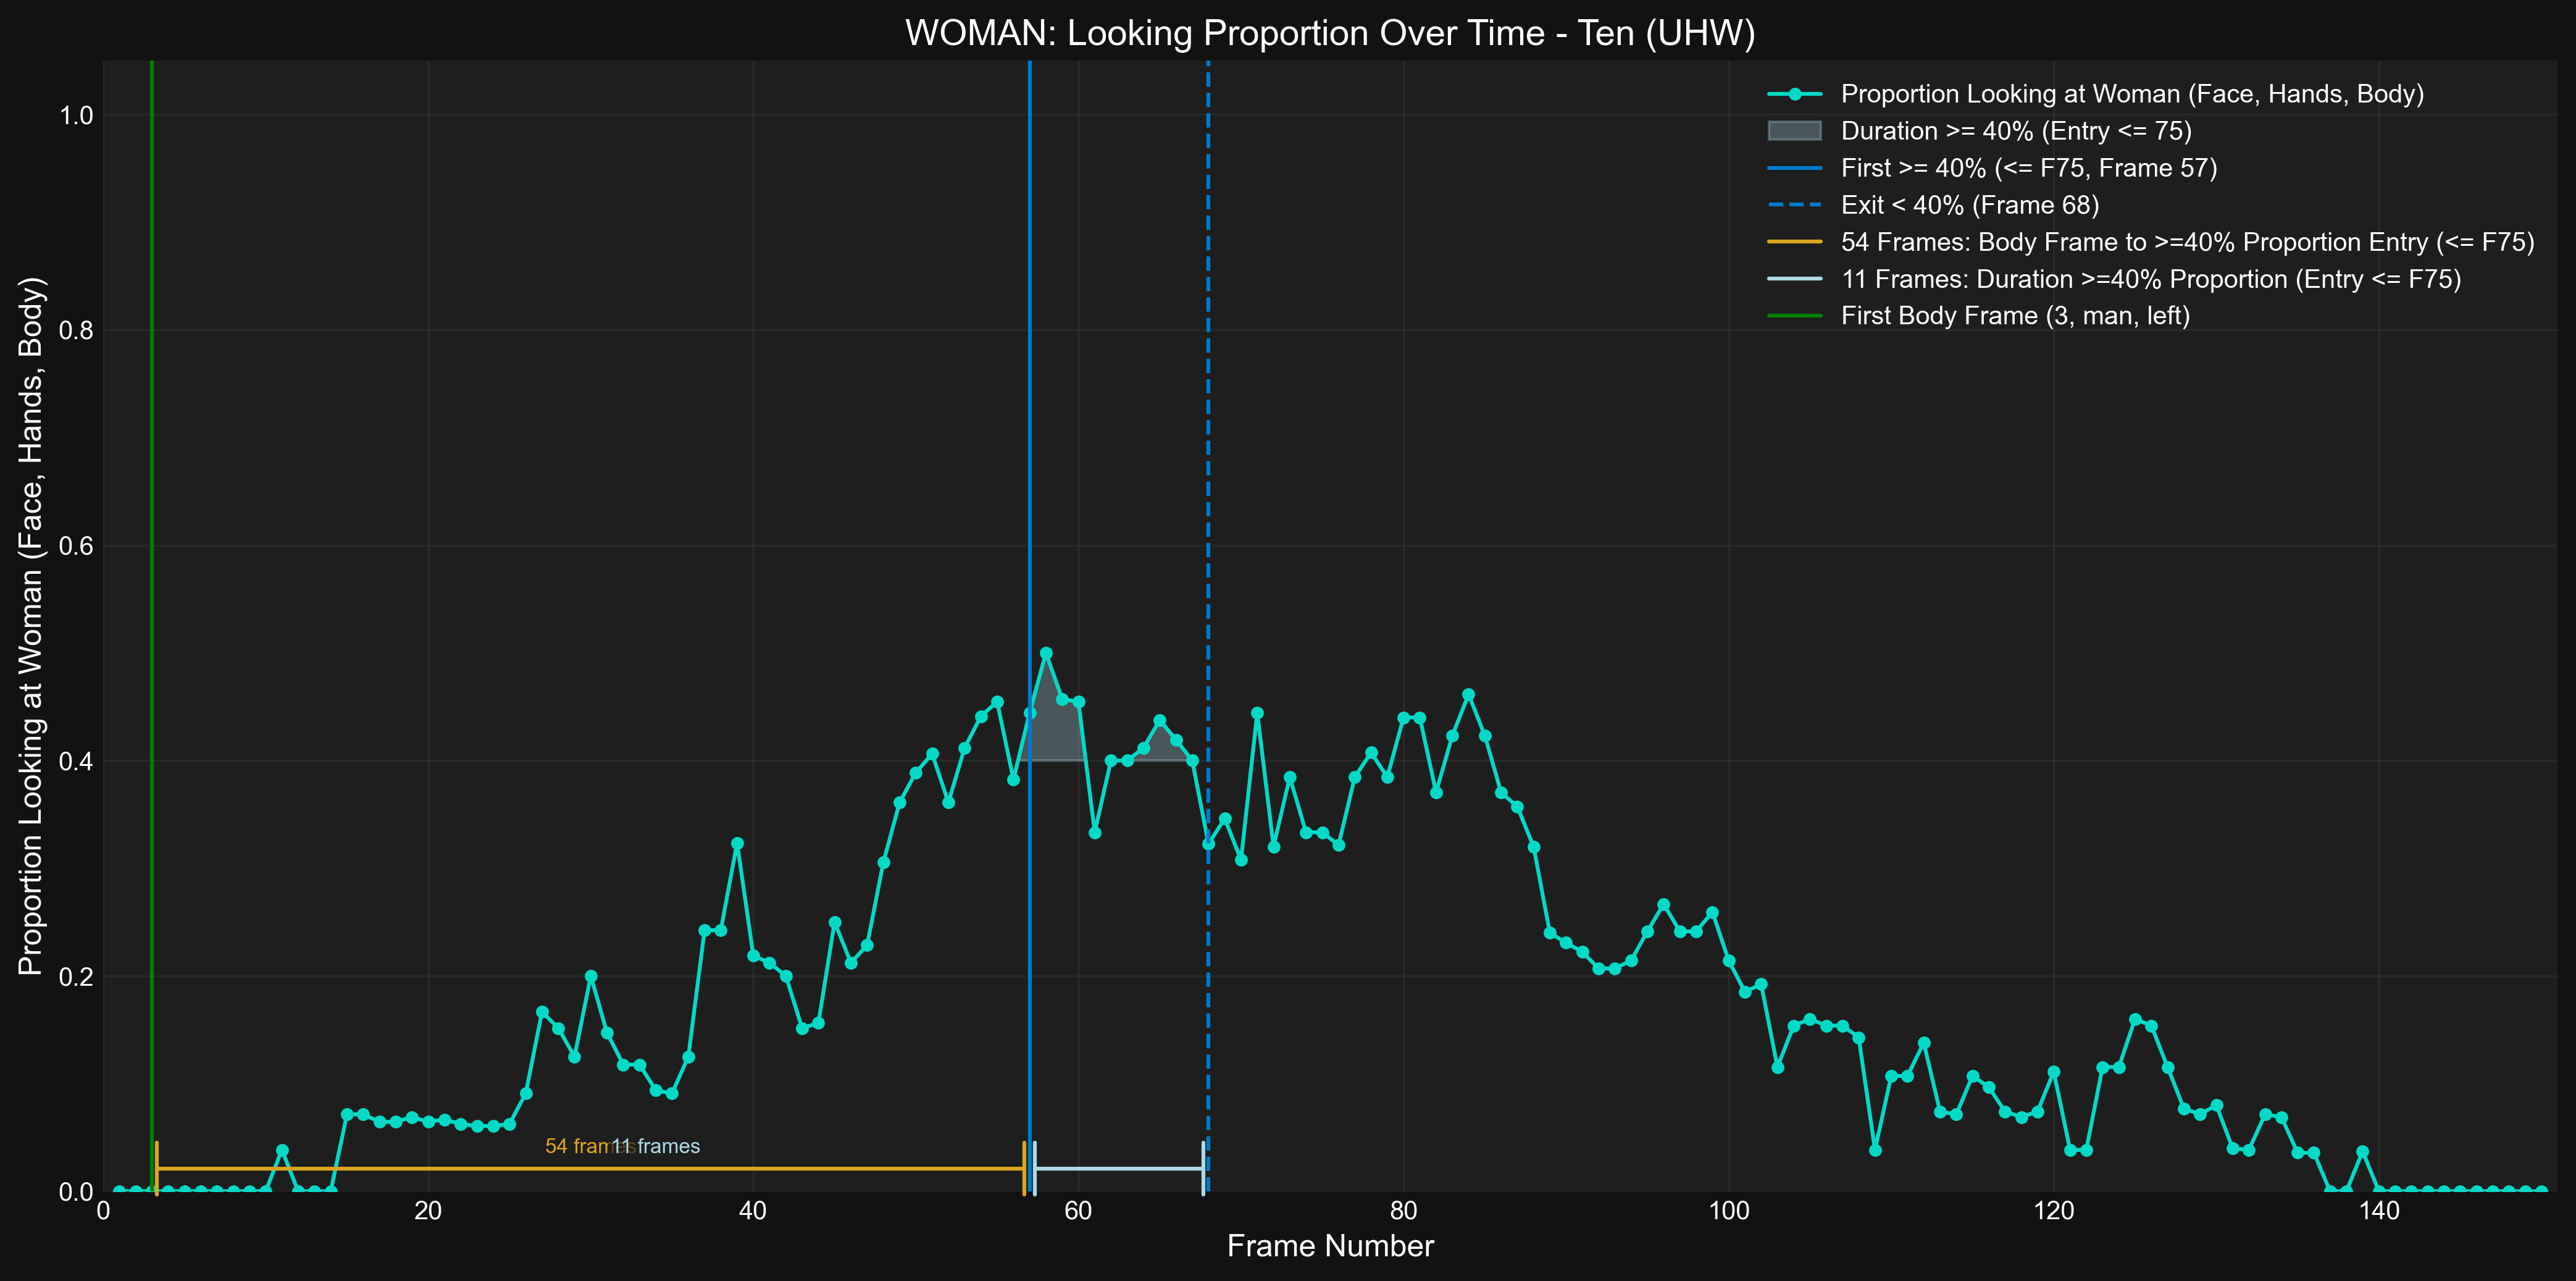 WOMAN: Looking Proportion Over Time - Ten (UHW)
Proportion Looking at Woman (Face, Hands, Body)
1.0
0.8
0.6
0.4
0.2
0.0
Proportion Looking at Woman (Face, Hands, Body)
Duration >= 40% (Entry <= 75)
First >= 40% (<= F75, Frame 57)
Exit < 40% (Frame 68)
54 Frames: Body Frame to >=40% Proportion Entry (<= F75)
11 Frames: Duration >=40% Proportion (Entry <= F75)
First Body Frame (3, man, left)
54 frames
11 frames
0 20 40 60 80 100 120 140
Frame Number